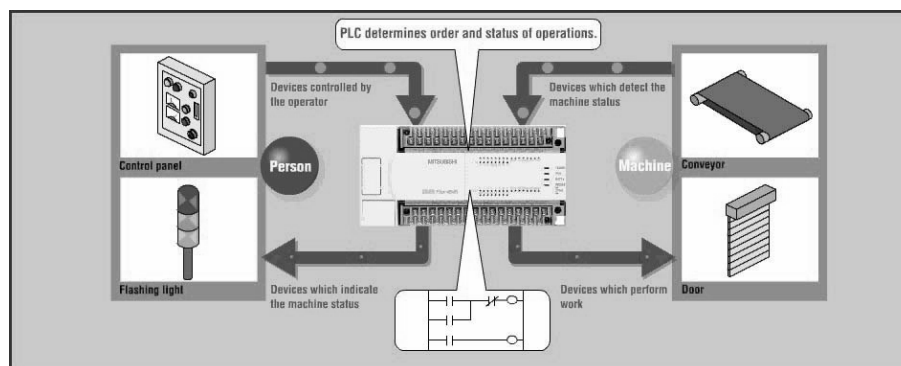 PLC determines order and status of operations.
Devices controlled by
the operator
Devices which detect the
machine status
Control panel
Person
MITSUBISHI
Machine
Conveyor
Flashing light
Devices which indicate
the machine status
Devices which perform
work
Door